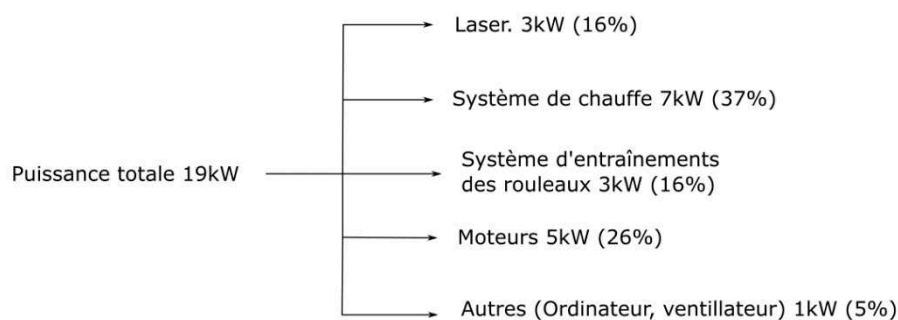 Laser. 3kW (16%)
Système de chauffe 7kW (37%)
Puissance totale 19kW
Système d'entraînements
des rouleaux 3kW (16%)
Moteurs 5kW (26%)
Autres (Ordinateur, ventillateur) 1kW (5%)